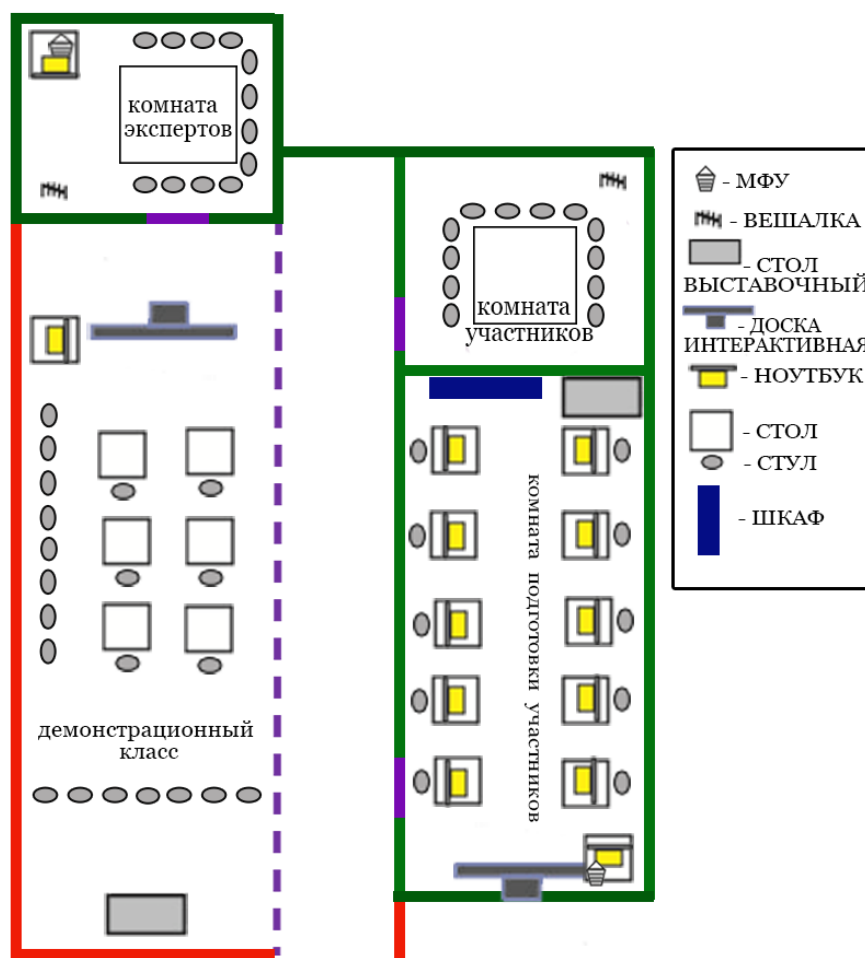 комната
экспертов
комната
участников
комната подготовки участников
демонстрационный
класс
- МФУ
- ВЕШАЛКА
- СТОЛ
ВЫСТАВОЧНЫЙ
- ДОСКА
ИНТЕРАКТИВНАЯ
- НОУТБУК
- СТОЛ
- СТУЛ
- ШКАФ